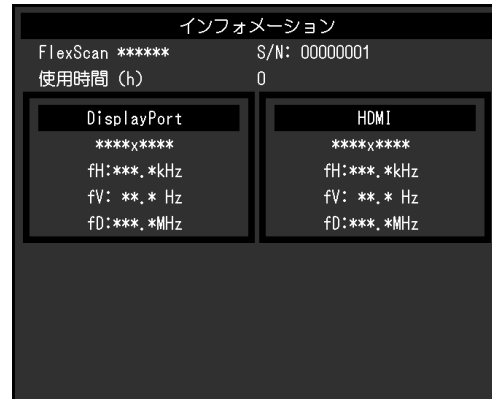 インフォメーション
FlexScan ****** S/N: 00000001
使用時間 (h) 0
DisplayPort HDMI
****x**** ****x****
fH:***.*kHz fH:***.*kHz
fV: **.* Hz fV: **.* Hz
fD:***.*MHz fD:***.*MHz